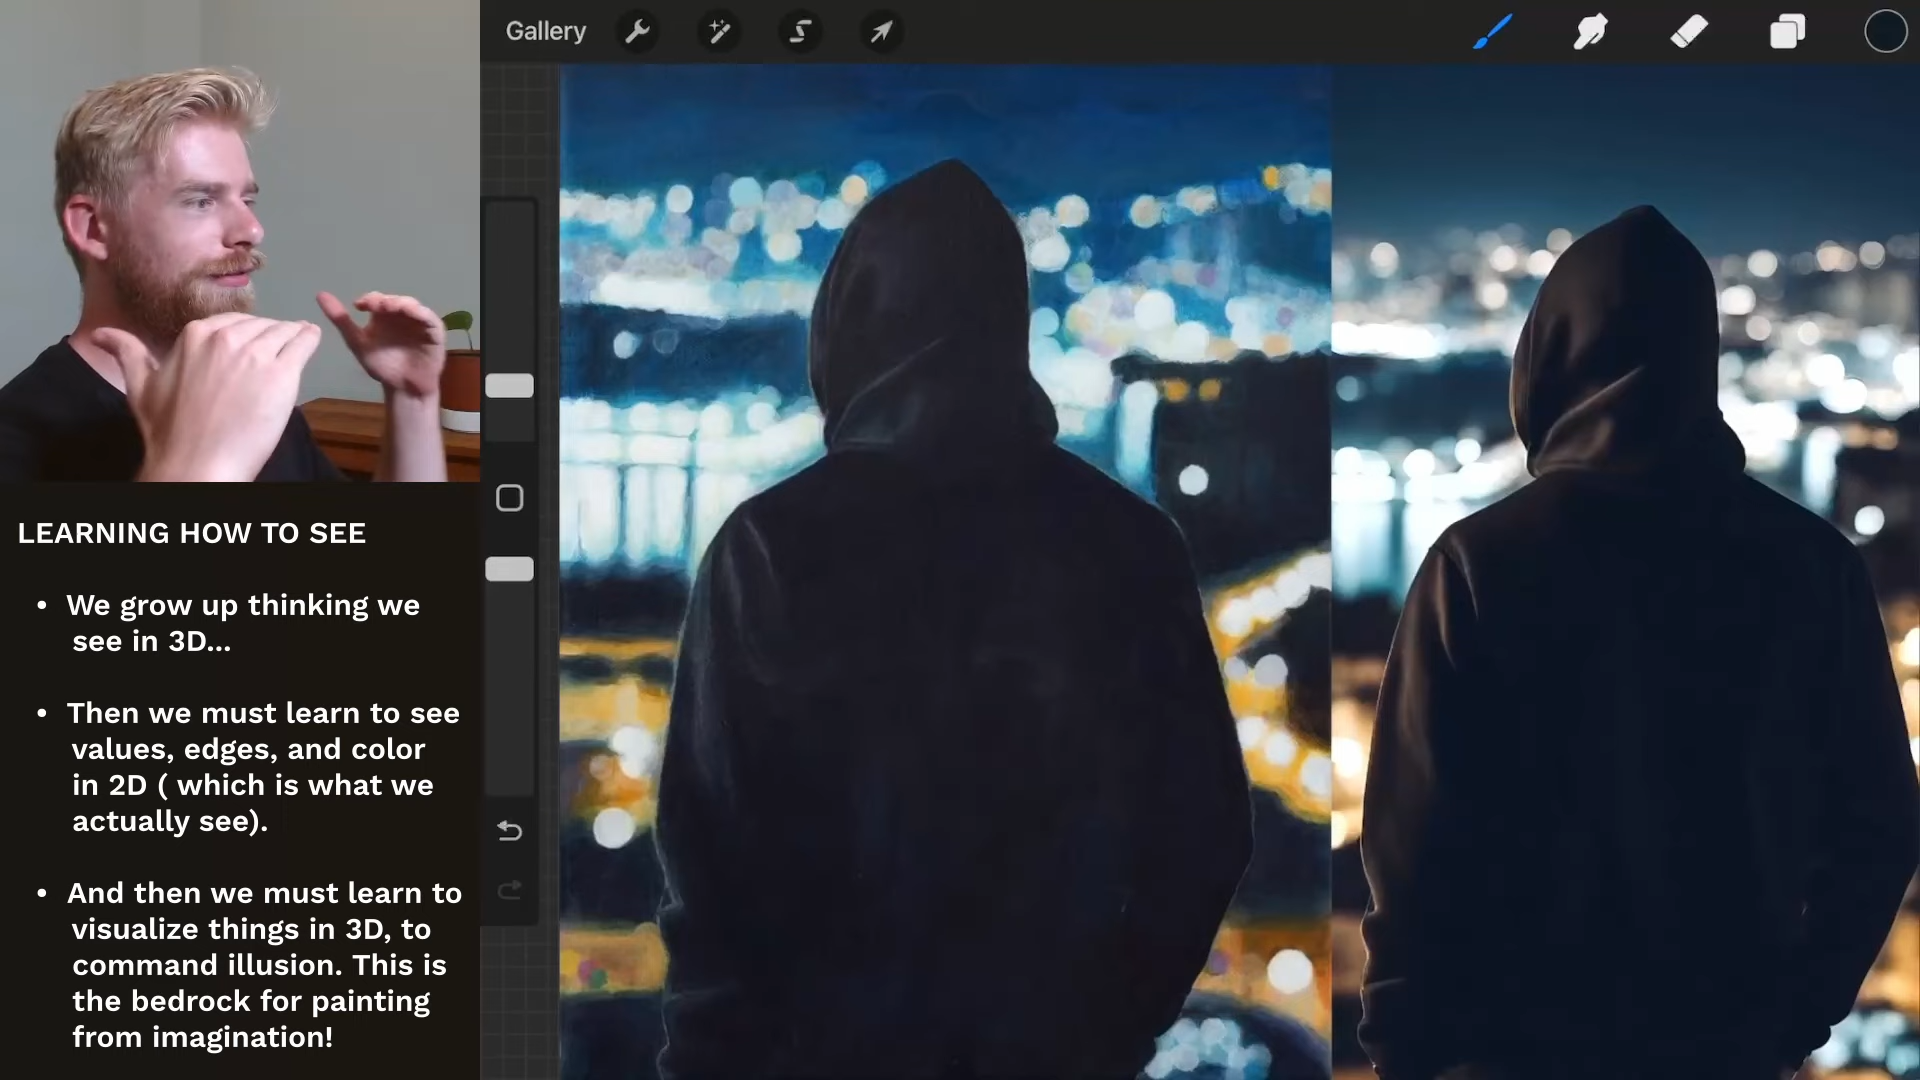 Gallery
LEARNING HOW TO SEE
• We grow up thinking we
see in 3D...
• Then we must learn to see
values, edges, and color
in 2D ( which is what we
actually see).
• And then we must learn to
visualize things in 3D, to
command illusion. This is
the bedrock for painting
from imagination!